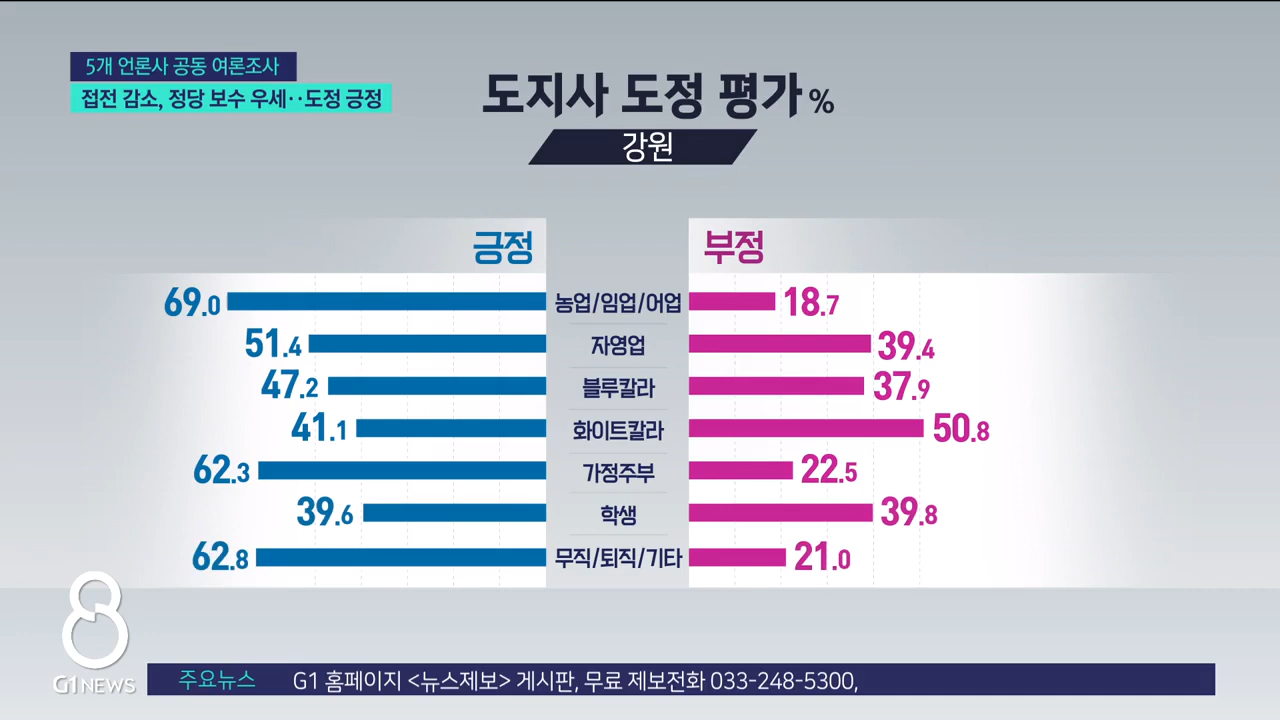 5개 언론사 공동 여론조사
접전 감소, 정당 보수 우세··도정 긍정
도지사 도정 평가 %
강원
긍정 부정
69.0 농업/임업/어업 18.7
51.4 자영업 39.4
47.2 블루칼라 37.9
41.1 화이트칼라 50.8
62.3 가정주부 22.5
39.6 학생 39.8
62.8 무직/퇴직/기타 21.0
8
G1 NEWS
주요뉴스 G1 홈페이지 <뉴스제보> 게시판, 무료 제보전화 033-248-5300,